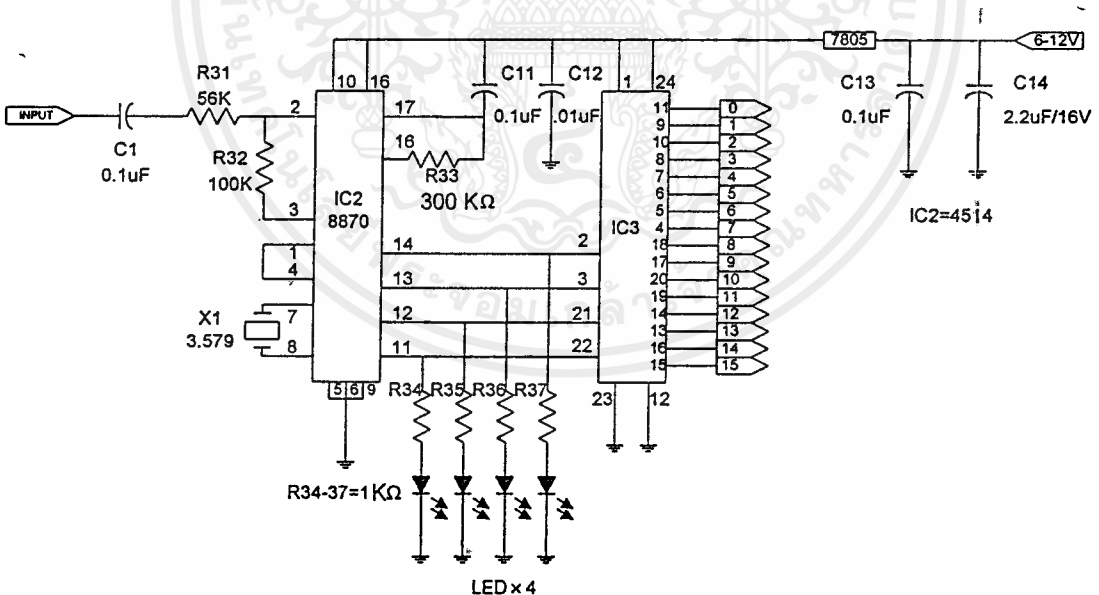 7805
6-12V
10 16
1 24
C11
0.1uF
C12
.01uF
C13
0.1uF
C14
2.2uF/16V
INPUT
C1
0.1uF
R31
56K
R32
100K
2
3
1
4
7
8
X1
3.579
IC2
8870
17
16
R33
300 KΩ
14
13
12
11
5 6 9
2
3
21
22
IC3
11 0
9 1
10 2
8 3
7 4
6 5
5 6
4 7
18 8
17 9
20 10
19 11
14 12
13 13
16 14
15 15
23 12
IC2=4514
R34 R35 R36 R37
R34-37=1KΩ
LED x 4